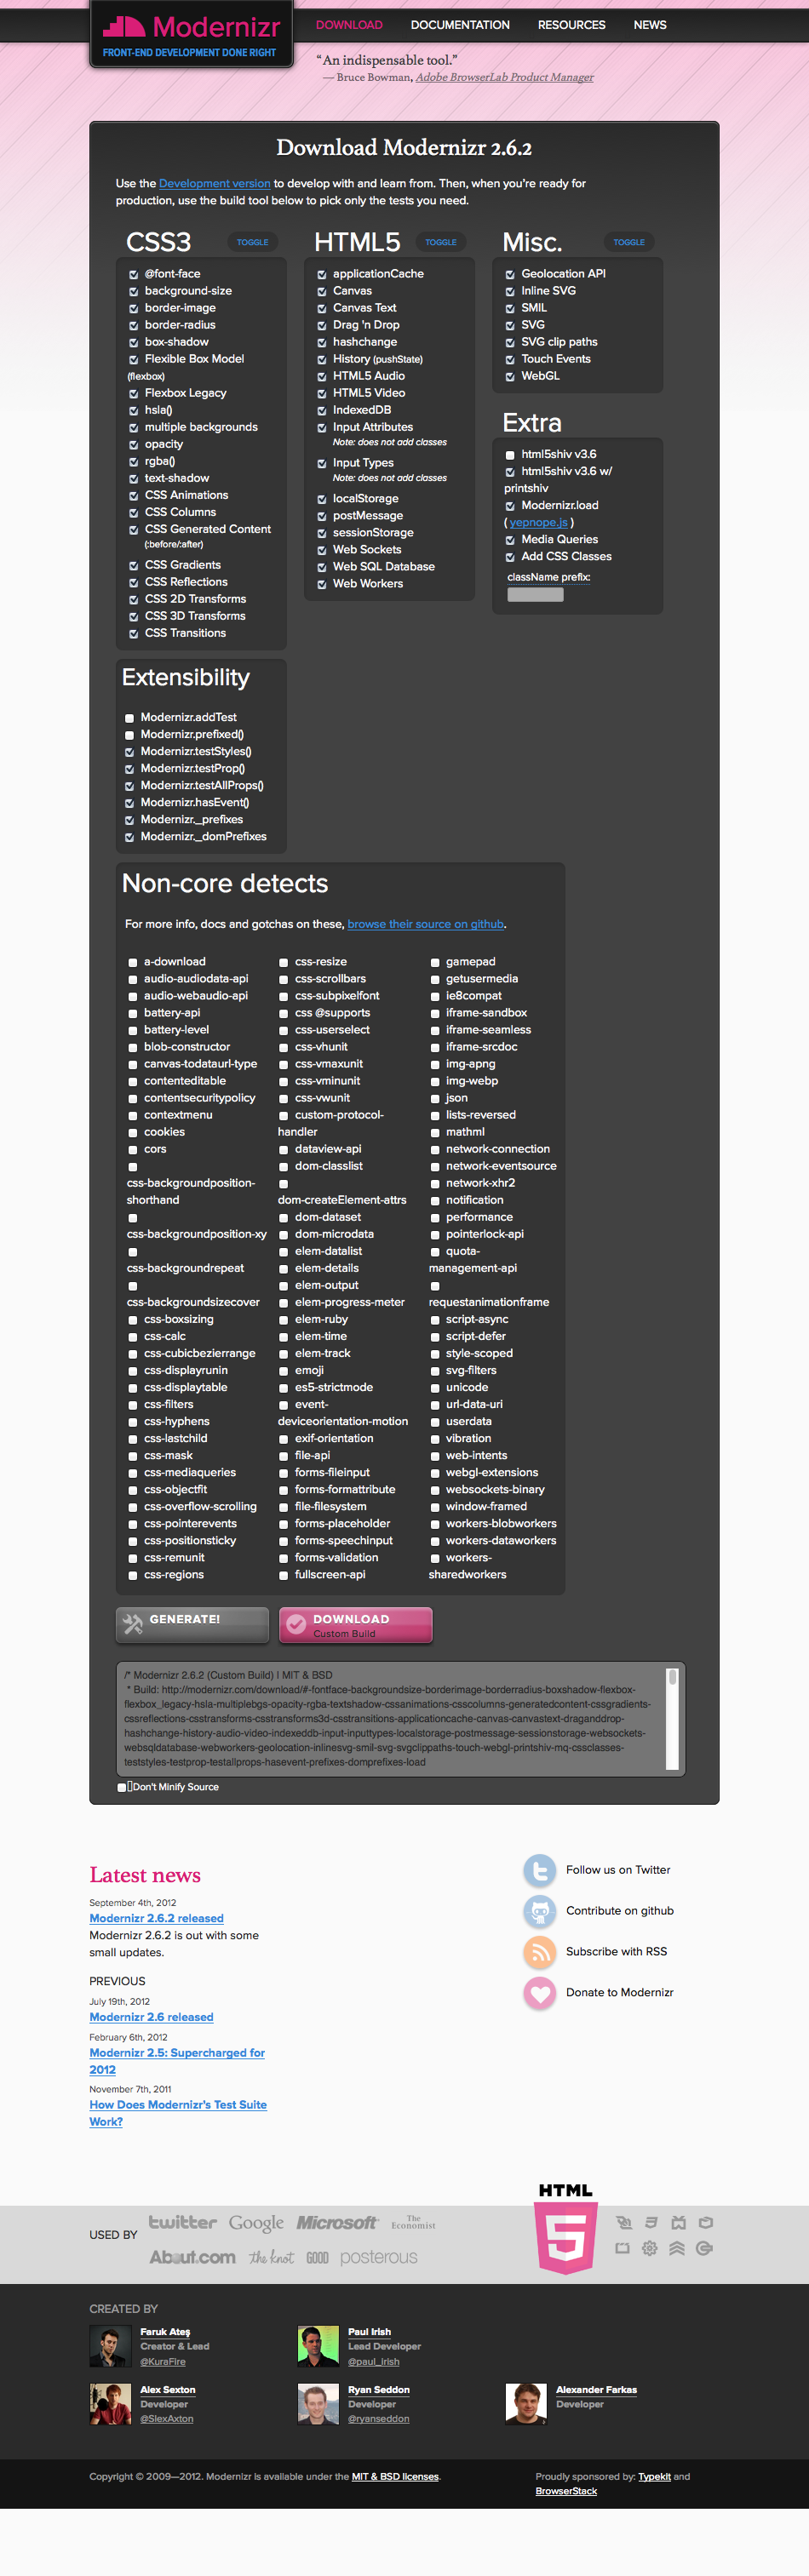 Modernizr
FRONT-END DEVELOPMENT DONE RIGHT
DOWNLOAD
DOCUMENTATION
RESOURCES
NEWS
“An indispensable tool.”
— Bruce Bowman, Adobe BrowserLab Product Manager
Download Modernizr 2.6.2
Use the Development version to develop with and learn from. Then, when you're ready for
production, use the build tool below to pick only the tests you need.
CSS3
TOGGLE
@font-face
background-size
border-image
border-radius
box-shadow
Flexible Box Model
(flexbox)
Flexbox Legacy
hsla()
multiple backgrounds
opacity
rgba()
text-shadow
CSS Animations
CSS Columns
CSS Generated Content
(:before/:after)
CSS Gradients
CSS Reflections
CSS 2D Transforms
CSS 3D Transforms
CSS Transitions
HTML5
TOGGLE
applicationCache
Canvas
Canvas Text
Drag 'n Drop
hashchange
History (pushState)
HTML5 Audio
HTML5 Video
IndexedDB
Input Attributes
Note: does not add classes
Input Types
Note: does not add classes
localStorage
postMessage
sessionStorage
Web Sockets
Web SQL Database
Web Workers
Misc.
TOGGLE
Geolocation API
Inline SVG
SMIL
SVG
SVG clip paths
Touch Events
WebGL
Extra
html5shiv v3.6
html5shiv v3.6 w/
printshiv
Modernizr.load
( yepnope.js )
Media Queries
Add CSS Classes
className prefix:
Extensibility
Modernizr.addTest
Modernizr.prefixed()
Modernizr.testStyles()
Modernizr.testProp()
Modernizr.testAllProps()
Modernizr.hasEvent()
Modernizr._prefixes
Modernizr._domPrefixes
Non-core detects
For more info, docs and gotchas on these, browse their source on github.
a-download
audio-audiodata-api
audio-webaudio-api
battery-api
battery-level
blob-constructor
canvas-todataurl-type
contenteditable
contentsecuritypolicy
contextmenu
cookies
cors
css-backgroundposition-
shorthand
css-backgroundposition-xy
css-backgroundrepeat
css-backgroundsizecover
css-boxsizing
css-calc
css-cubicbezierrange
css-displayrunin
css-displaytable
css-filters
css-hyphens
css-lastchild
css-mask
css-mediaqueries
css-objectfit
css-overflow-scrolling
css-pointerevents
css-positionsticky
css-remunit
css-regions
css-resize
css-scrollbars
css-subpixelfont
css @supports
css-userselect
css-vhunit
css-vmaxunit
css-vminunit
css-vwunit
custom-protocol-
handler
dataview-api
dom-classlist
dom-createElement-attrs
dom-dataset
dom-microdata
elem-datalist
elem-details
elem-output
elem-progress-meter
elem-ruby
elem-time
elem-track
emoji
es5-strictmode
event-
deviceorientation-motion
exif-orientation
file-api
forms-fileinput
forms-formattribute
file-filesystem
forms-placeholder
forms-speechinput
forms-validation
fullscreen-api
gamepad
getusermedia
ie8compat
iframe-sandbox
iframe-seamless
iframe-srcdoc
img-apng
img-webp
json
lists-reversed
mathml
network-connection
network-eventsource
network-xhr2
notification
performance
pointerlock-api
quota-
management-api
requestanimationframe
script-async
script-defer
style-scoped
svg-filters
unicode
url-data-uri
userdata
vibration
web-intents
webgl-extensions
websockets-binary
window-framed
workers-blobworkers
workers-dataworkers
workers-
sharedworkers
GENERATE!
DOWNLOAD
Custom Build
/* Modernizr 2.6.2 (Custom Build) | MIT & BSD
* Build: http://modernizr.com/download/#-fontface-backgroundsize-borderimage-borderradius-boxshadow-flexbox-
flexbox_legacy-hsla-multiplebgs-opacity-rgba-textshadow-cssanimations-csscolumns-generatedcontent-cssgradients-
cssreflections-csstransforms-csstransforms3d-csstransitions-applicationcache-canvas-canvastext-draganddrop-
hashchange-history-audio-video-indexeddb-input-inputtypes-localstorage-postmessage-sessionstorage-websockets-
websqldatabase-webworkers-geolocation-inlinesvg-smil-svg-svgclippaths-touch-webgl-printshiv-mq-cssclasses-
teststyles-testprop-testallprops-hasevent-prefixes-domprefixes-load
Don't Minify Source
Latest news
September 4th, 2012
Modernizr 2.6.2 released
Modernizr 2.6.2 is out with some
small updates.
PREVIOUS
July 19th, 2012
Modernizr 2.6 released
February 6th, 2012
Modernizr 2.5: Supercharged for
2012
November 7th, 2011
How Does Modernizr's Test Suite
Work?
Follow us on Twitter
Contribute on github
Subscribe with RSS
Donate to Modernizr
USED BY
twitter
Google
Microsoft
The
Economist
About.com
the knot
GOOD
posterous
HTML
5
CREATED BY
Faruk Ateş
Creator & Lead
@KuraFire
Paul Irish
Lead Developer
@paul_irish
Alex Sexton
Developer
@SlexAxton
Ryan Seddon
Developer
@ryanseddon
Alexander Farkas
Developer
Copyright © 2009—2012. Modernizr is available under the MIT & BSD licenses.
Proudly sponsored by: Typekit and
BrowserStack